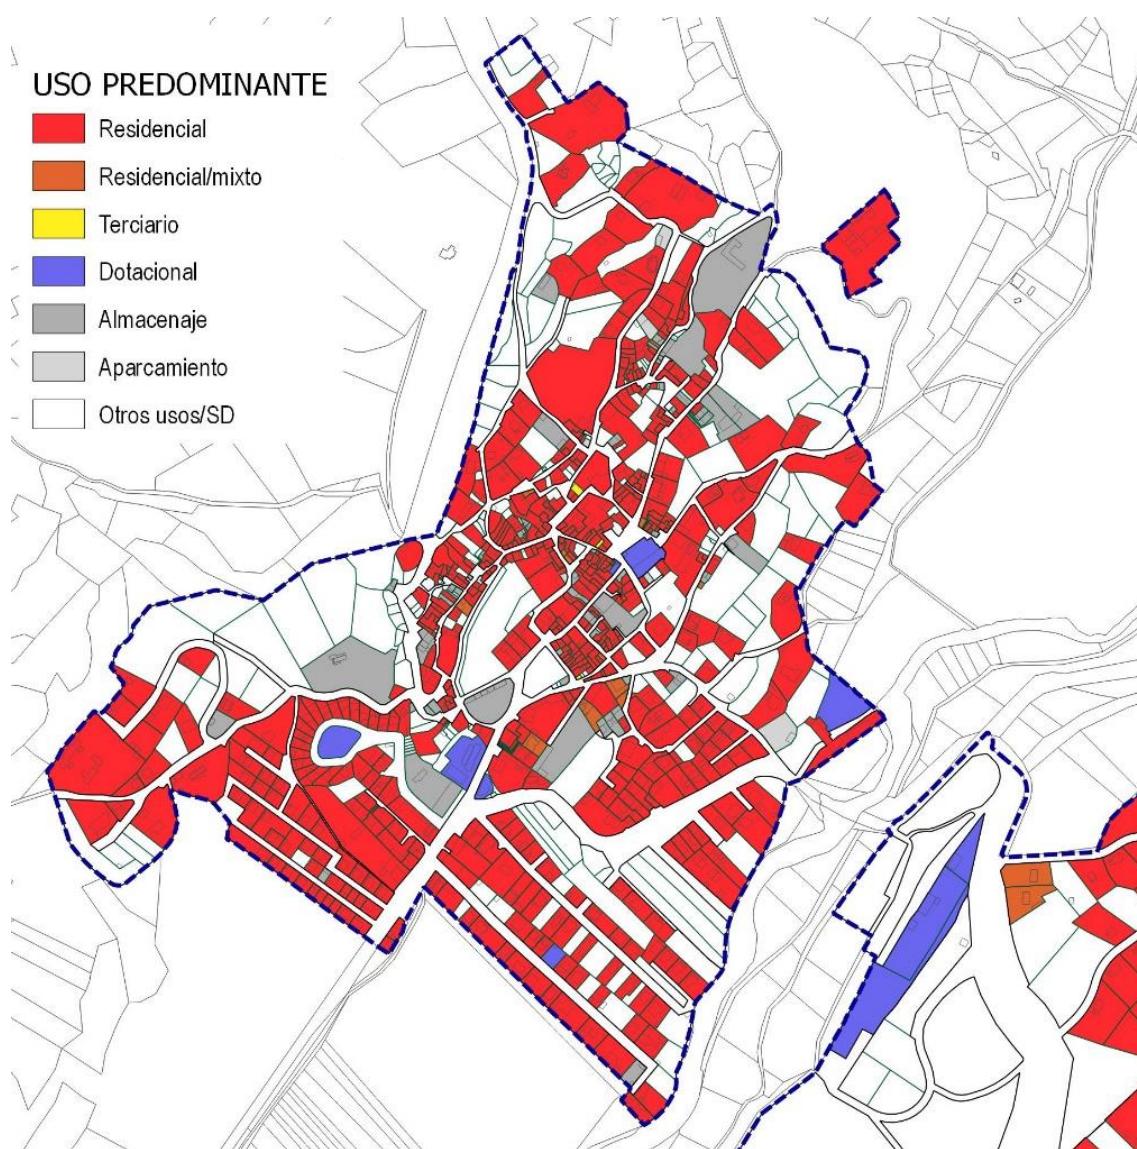 USO PREDOMINANTE
Residencial
Residencial/mixto
Terciario
Dotacional
Almacenaje
Aparcamiento
Otros usos/SD